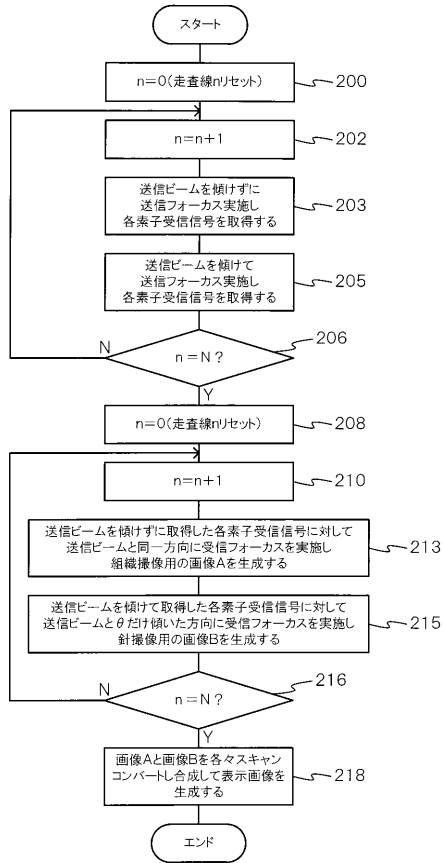 スタート
n=0(走査線nリセット)
200
n=n+1
202
送信ビームを傾けずに
送信フォーカス実施し
各素子受信信号を取得する
203
送信ビームを傾けて
送信フォーカス実施し
各素子受信信号を取得する
205
n=N?
206
N
Y
n=0(走査線nリセット)
208
n=n+1
210
送信ビームを傾けずに取得した各素子受信信号に対して
送信ビームと同一方向に受信フォーカスを実施し
組織撮像用の画像Aを生成する
213
送信ビームを傾けて取得した各素子受信信号に対して
送信ビームとθだけ傾いた方向に受信フォーカスを実施し
針撮像用の画像Bを生成する
215
n=N?
216
N
Y
画像Aと画像Bを各々スキャン
コンバートし合成して表示画像を
生成する
218
エンド